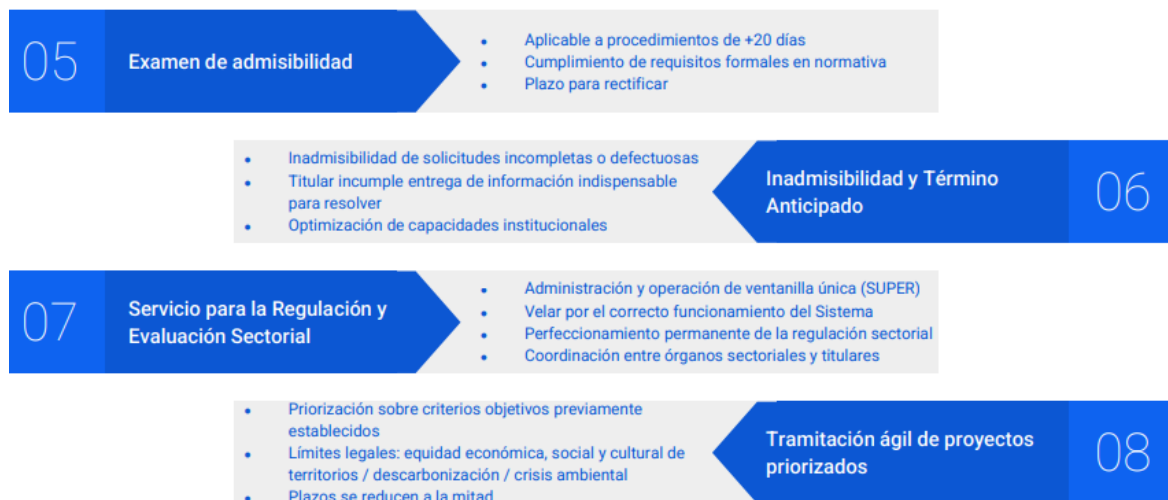 05
Examen de admisibilidad
• Aplicable a procedimientos de +20 días
• Cumplimiento de requisitos formales en normativa
• Plazo para rectificar
• Inadmisibilidad de solicitudes incompletas o defectuosas
• Titular incumple entrega de información indispensable
para resolver
• Optimización de capacidades institucionales
Inadmisibilidad y Término
Anticipado
06
07
Servicio para la Regulación y
Evaluación Sectorial
• Administración y operación de ventanilla única (SUPER)
• Velar por el correcto funcionamiento del Sistema
• Perfeccionamiento permanente de la regulación sectorial
• Coordinación entre órganos sectoriales y titulares
• Priorización sobre criterios objetivos previamente
establecidos
• Límites legales: equidad económica, social y cultural de
territorios / descarbonización / crisis ambiental
• Plazos se reducen a la mitad
Tramitación ágil de proyectos
priorizados
08